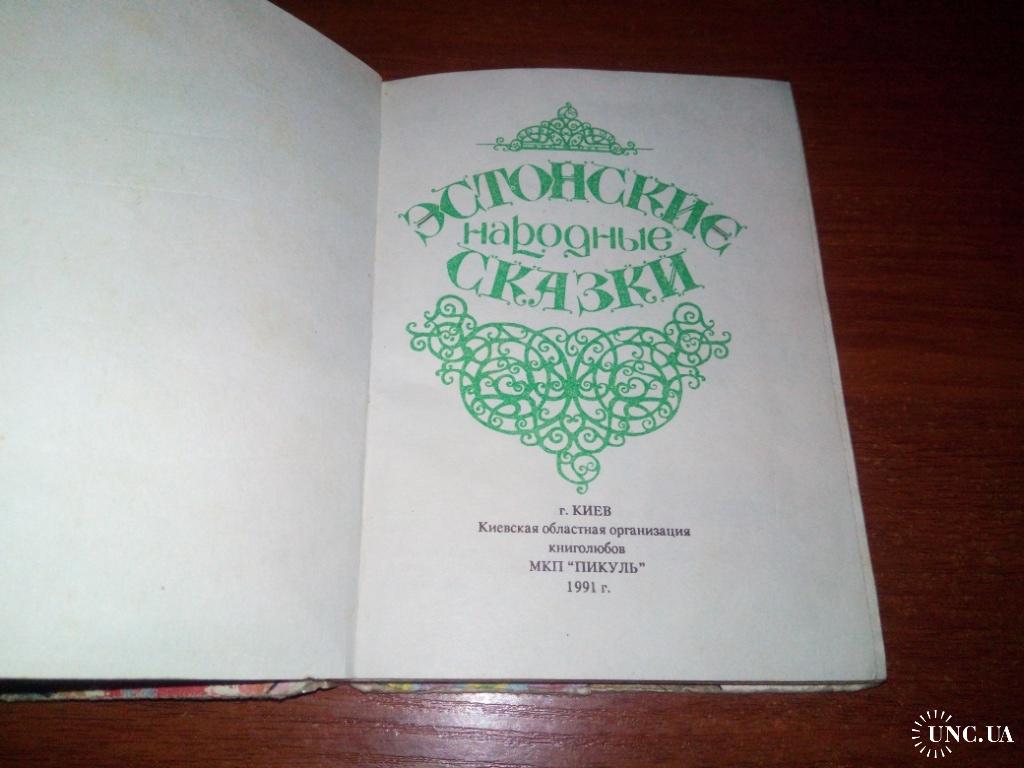 ЭСТОНСКИЕ
народные
СКАЗКИ
г. КИЕВ
Киевская областная организация
книголюбов
МКП "ПИКУЛЬ"
1991 г.
UNC.UA